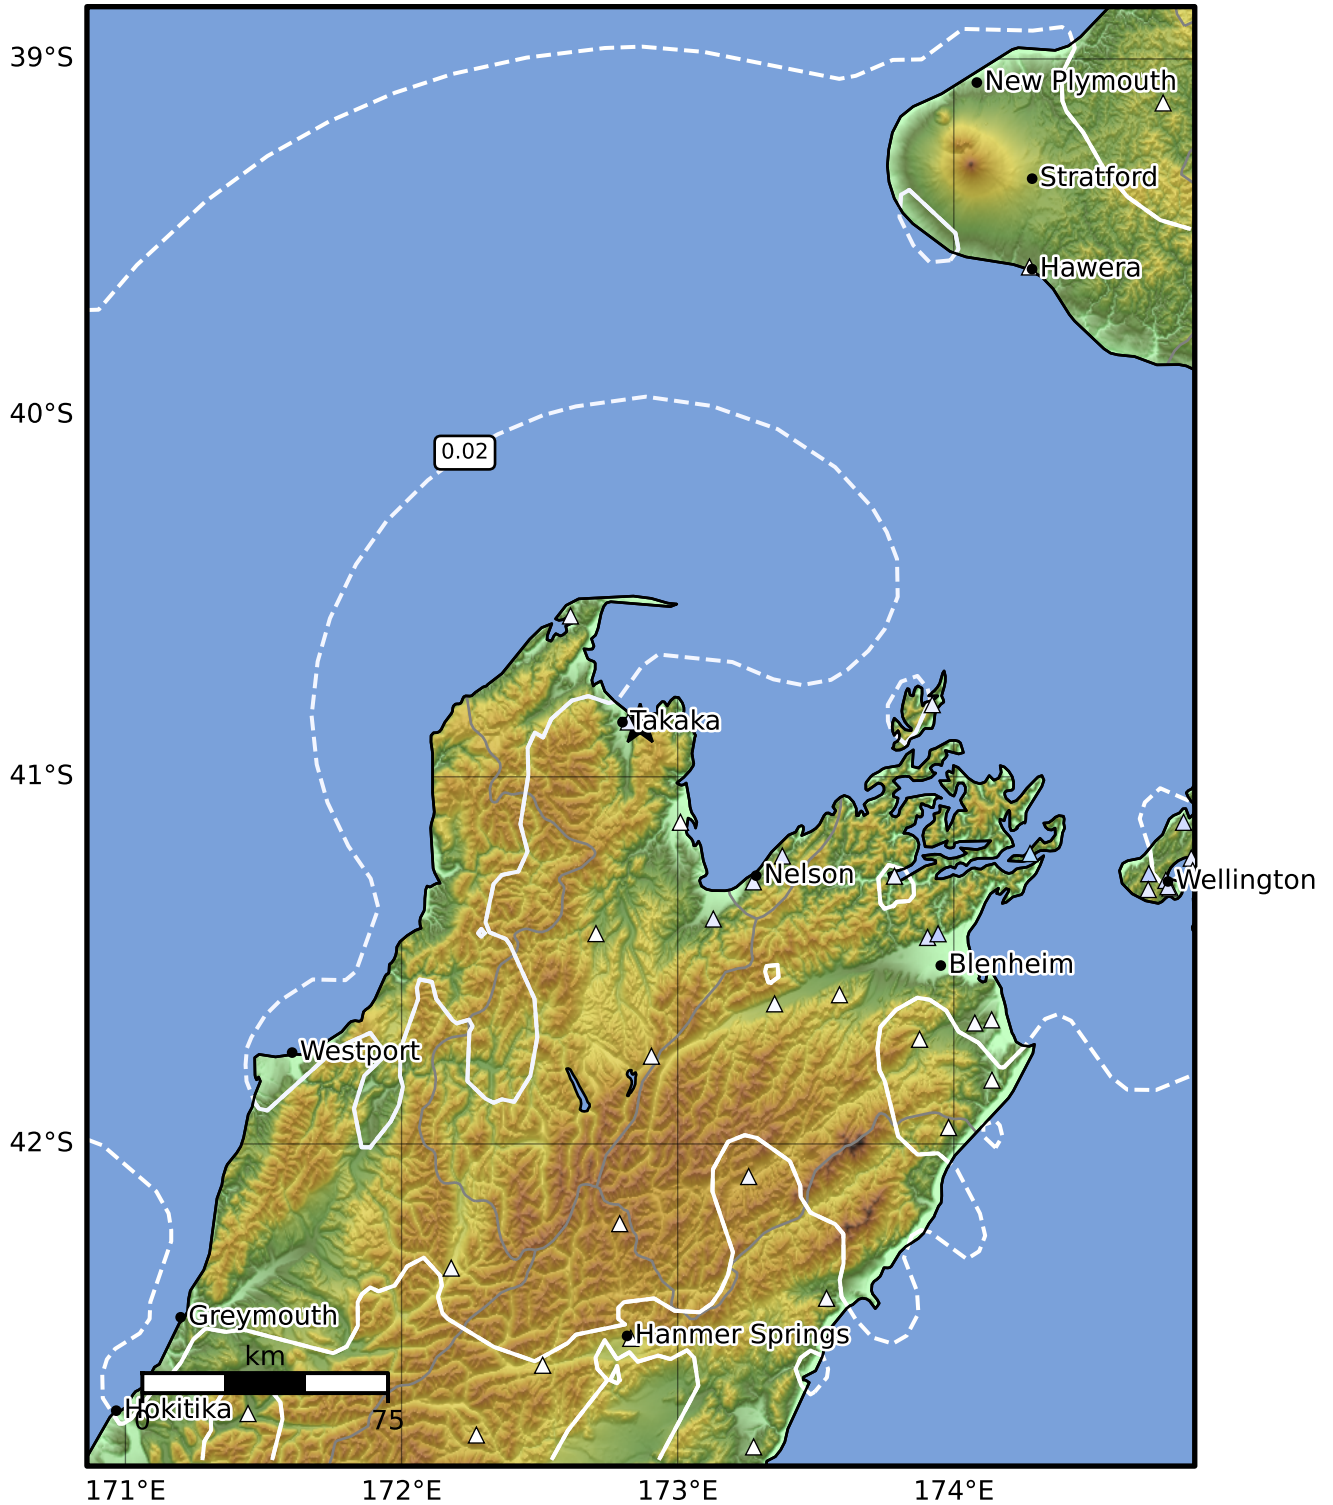 39°S
New Plymouth
Stratford
Hawera
40°S
0.02
Takaka
41°S
Nelson
Wellington
Blenheim
Westport
42°S
Greymouth
Hanmer Springs
km
Hokitika
0
75
171°E
172°E
173°E
174°E